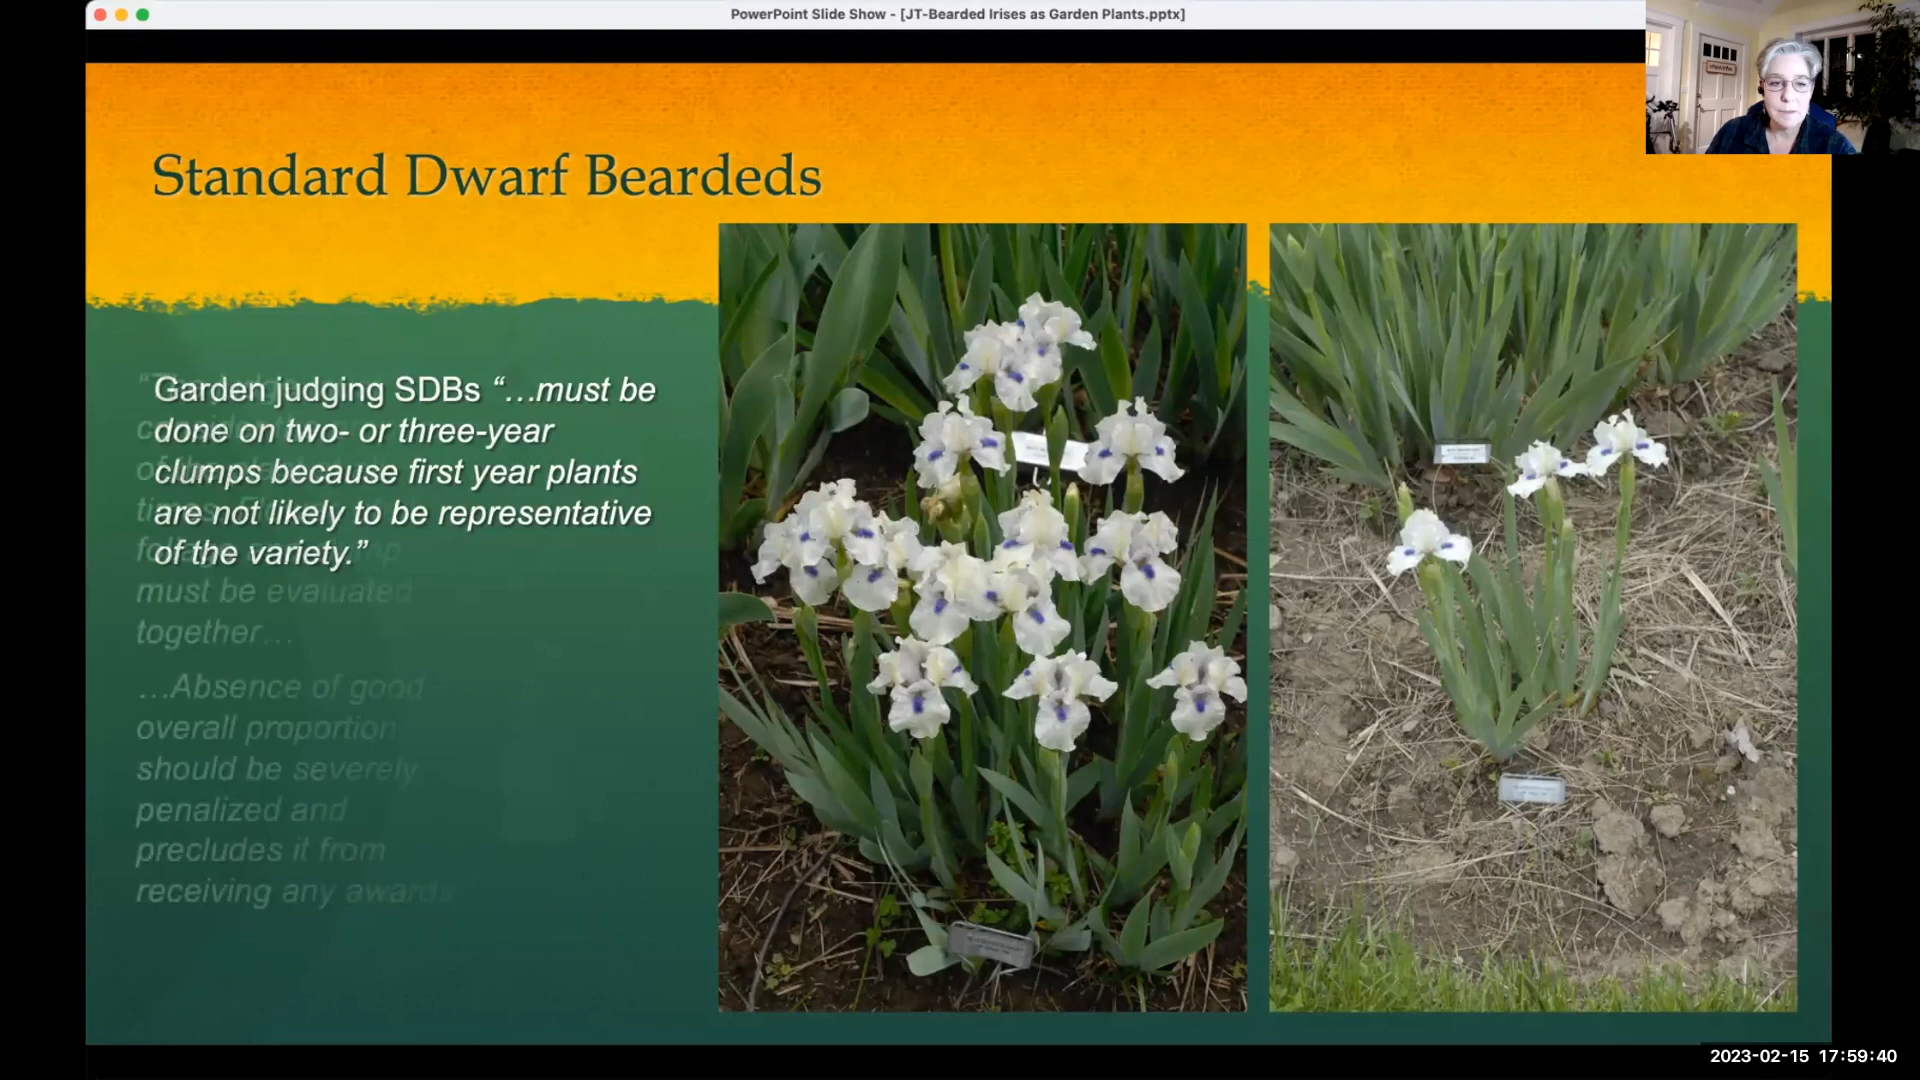 PowerPoint Slide Show - [JT-Bearded Irises as Garden Plants.pptx]
Standard Dwarf Beardeds
Garden judging SDBs “…must be
done on two- or three-year
clumps because first year plants
are not likely to be representative
of the variety.”
must be evaluated
together…
…Absence of good
overall proportion
should be severely
penalized and
precludes it from
receiving any awards
2023-02-15 17:59:40